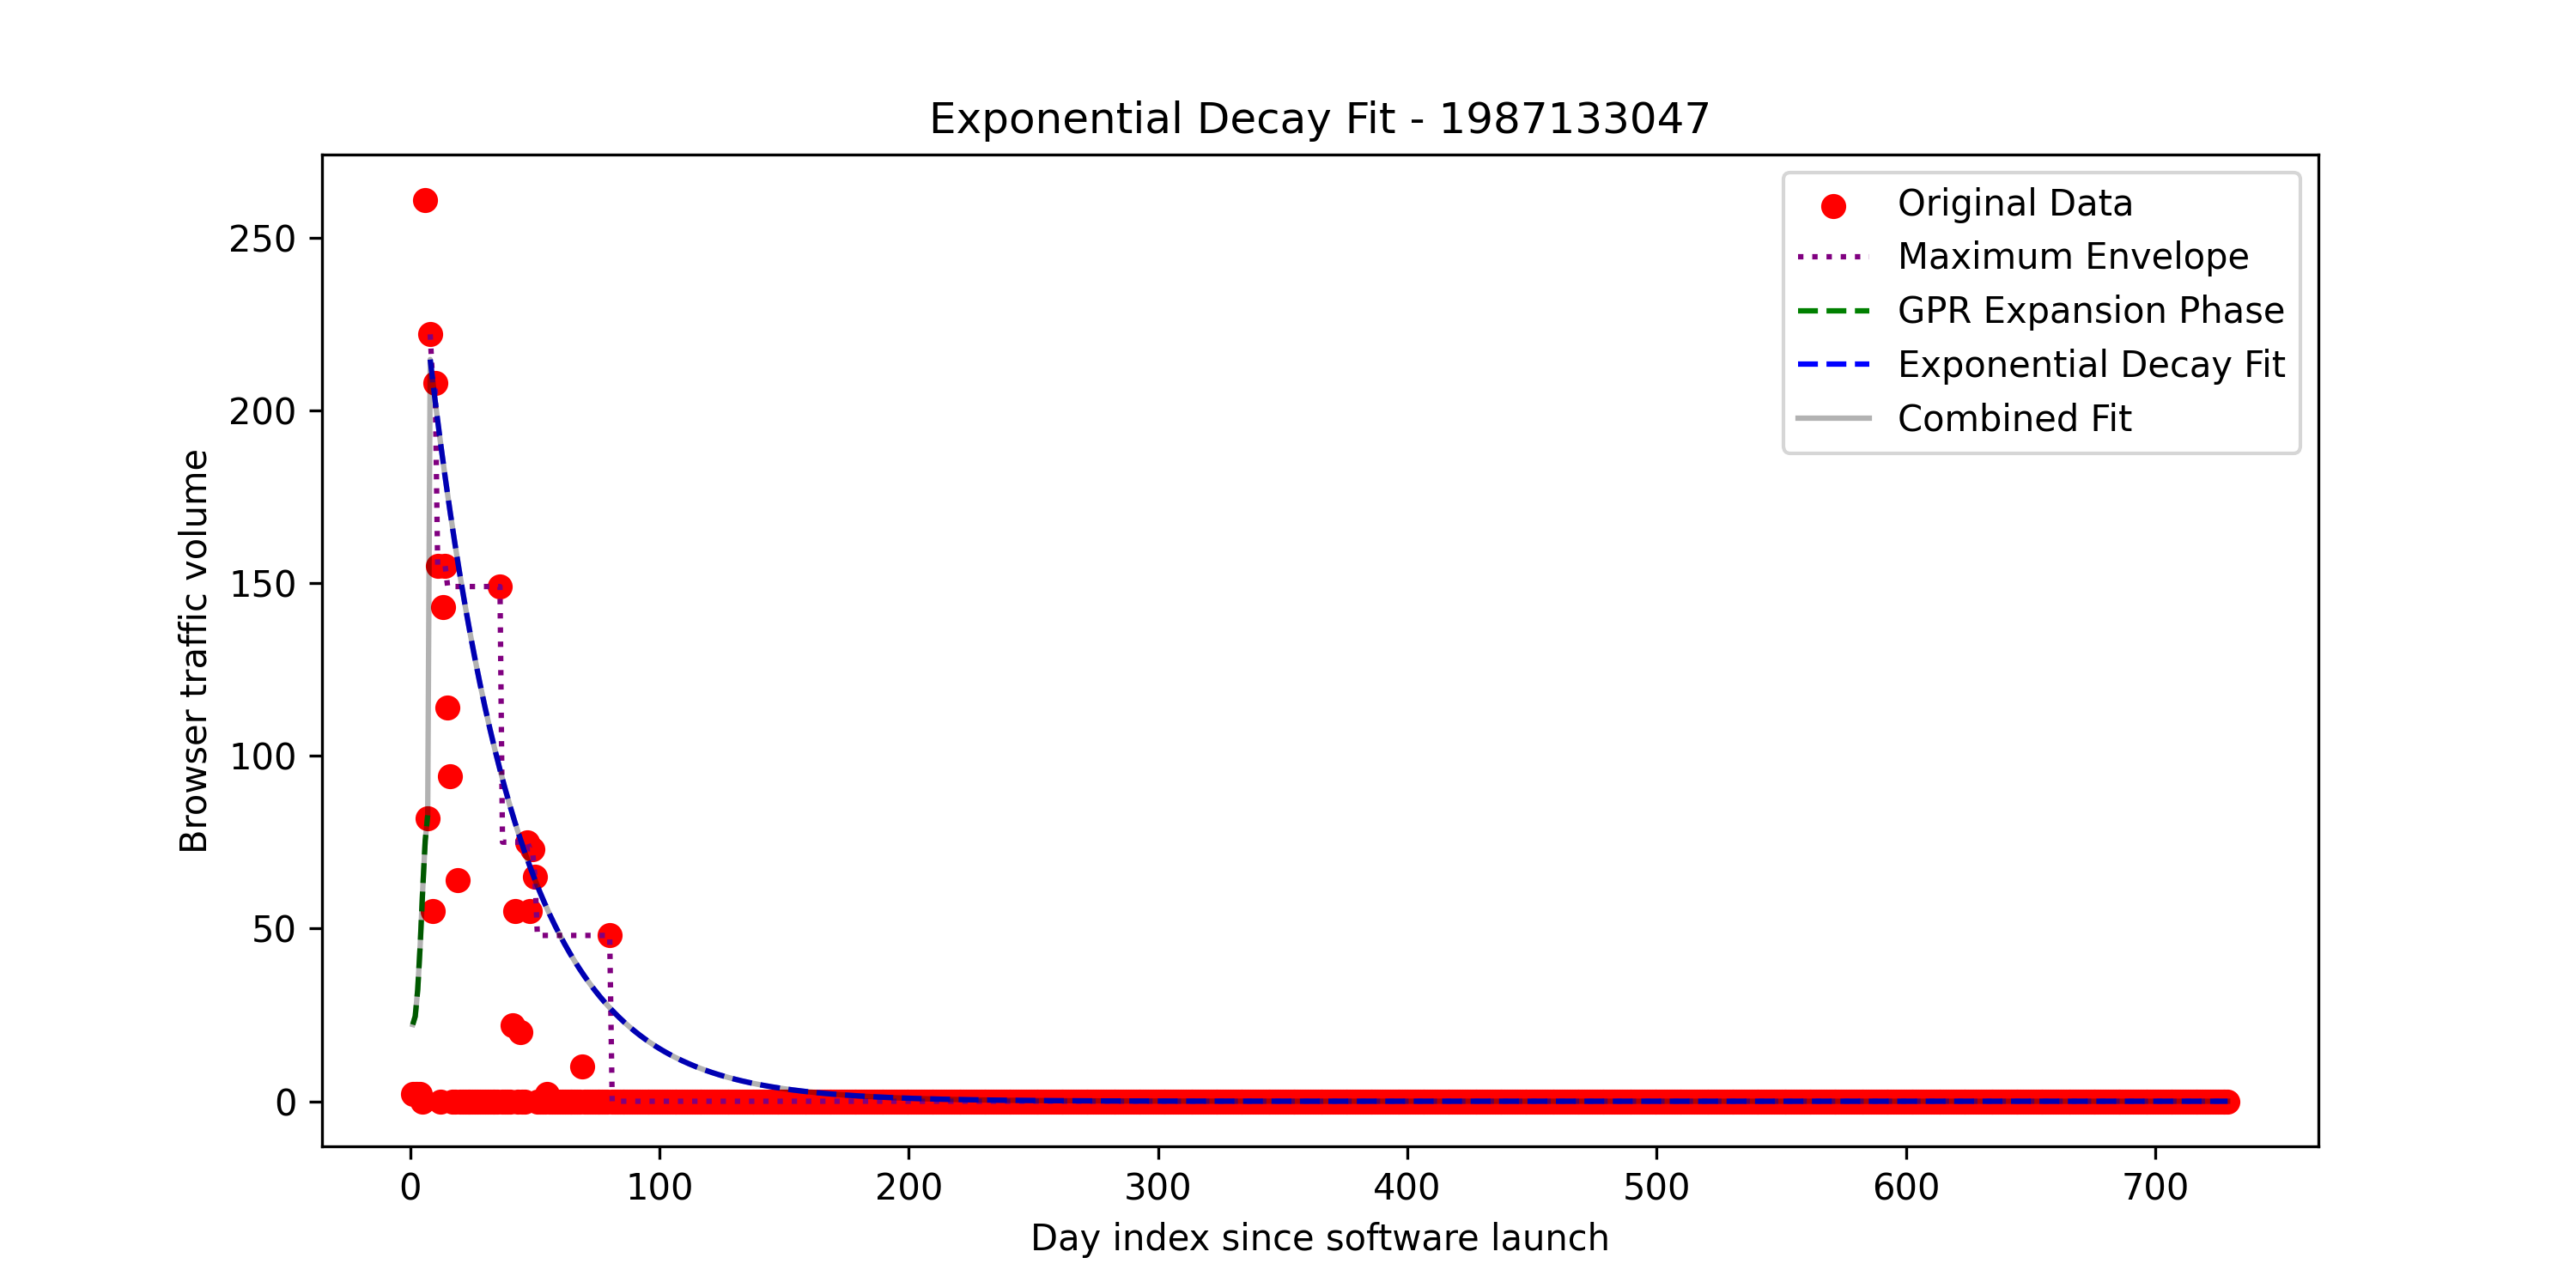 Exponential Decay Fit - 1987133047
Original Data
Maximum Envelope
GPR Expansion Phase
Exponential Decay Fit
Combined Fit
Browser traffic volume
250
200
150
100
50
0
0 100 200 300 400 500 600 700
Day index since software launch